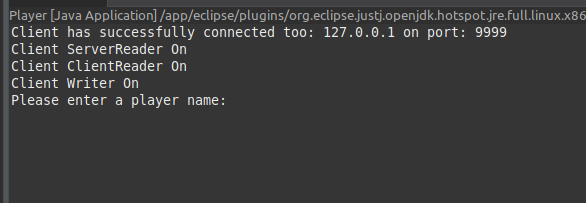 Player [Java Application] /app/eclipse/plugins/org.eclipse.justj.openjdk.hotspot.jre.full.linux.x86
Client has successfully connected too: 127.0.0.1 on port: 9999
Client ServerReader On
Client ClientReader On
Client Writer On
Please enter a player name: